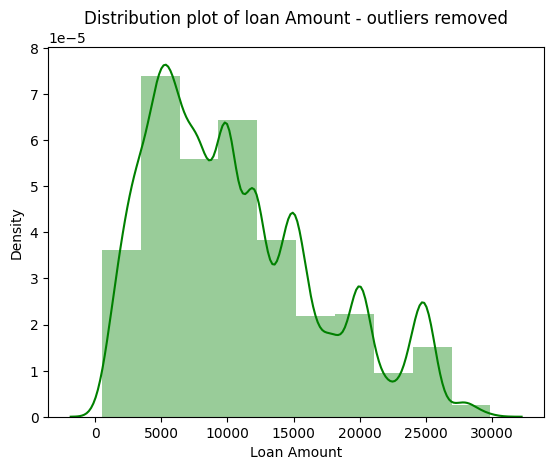 Distribution plot of loan Amount - outliers removed
1e−5
8
7
6
5
4
3
2
1
0
Density
0 5000 10000 15000 20000 25000 30000
Loan Amount